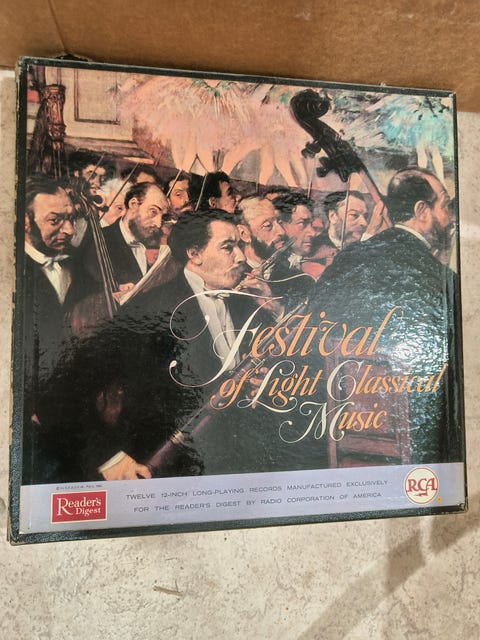 Festival
of Light Classical
Music
Reader's
Digest
TWELVE 12-INCH LONG-PLAYING RECORDS MANUFACTURED EXCLUSIVELY
FOR THE READER'S DIGEST BY RADIO CORPORATION OF AMERICA
RCA